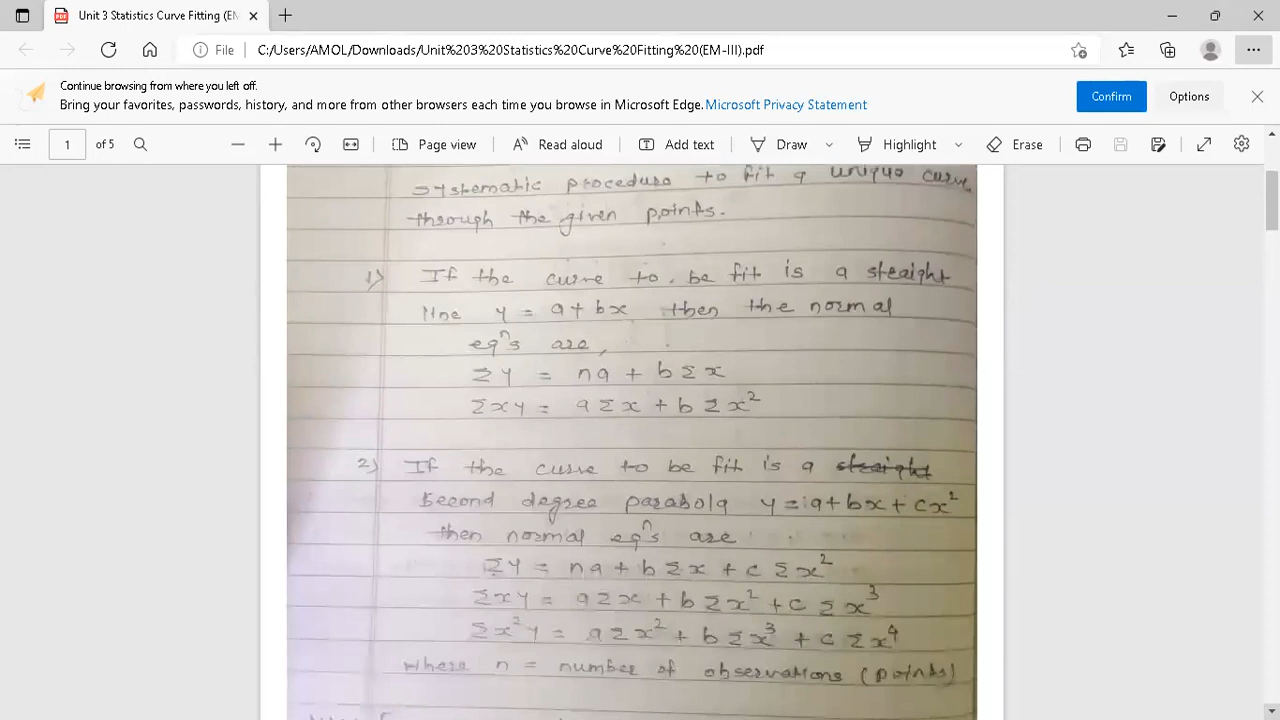 Unit 3 Statistics Curve Fitting (EM
File C:/Users/AMOL/Downloads/Unit%203%20Statistics%20Curve%20Fitting%20(EM-III).pdf
Continue browsing from where you left off.
Bring your favorites, passwords, history, and more from other browsers each time you browse in Microsoft Edge. Microsoft Privacy Statement
Confirm Options
1 of 5 Page view Read aloud Add text Draw Highlight Erase
systematic procedure to fit a unique curve
through the given points.
1) If the curve to be fit is a straight
line y = a + bx then the normal
eqⁿs are,
Σy = na + bΣx
Σxy = aΣx + bΣx²
2) If the curve to be fit is a straight
second degree parabola y = a + bx + cx²
then normal eqⁿs are
Σy = na + bΣx + cΣx²
Σxy = aΣx + bΣx² + cΣx³
Σx²y = aΣx² + bΣx³ + cΣx⁴
where n = number of observations (points)